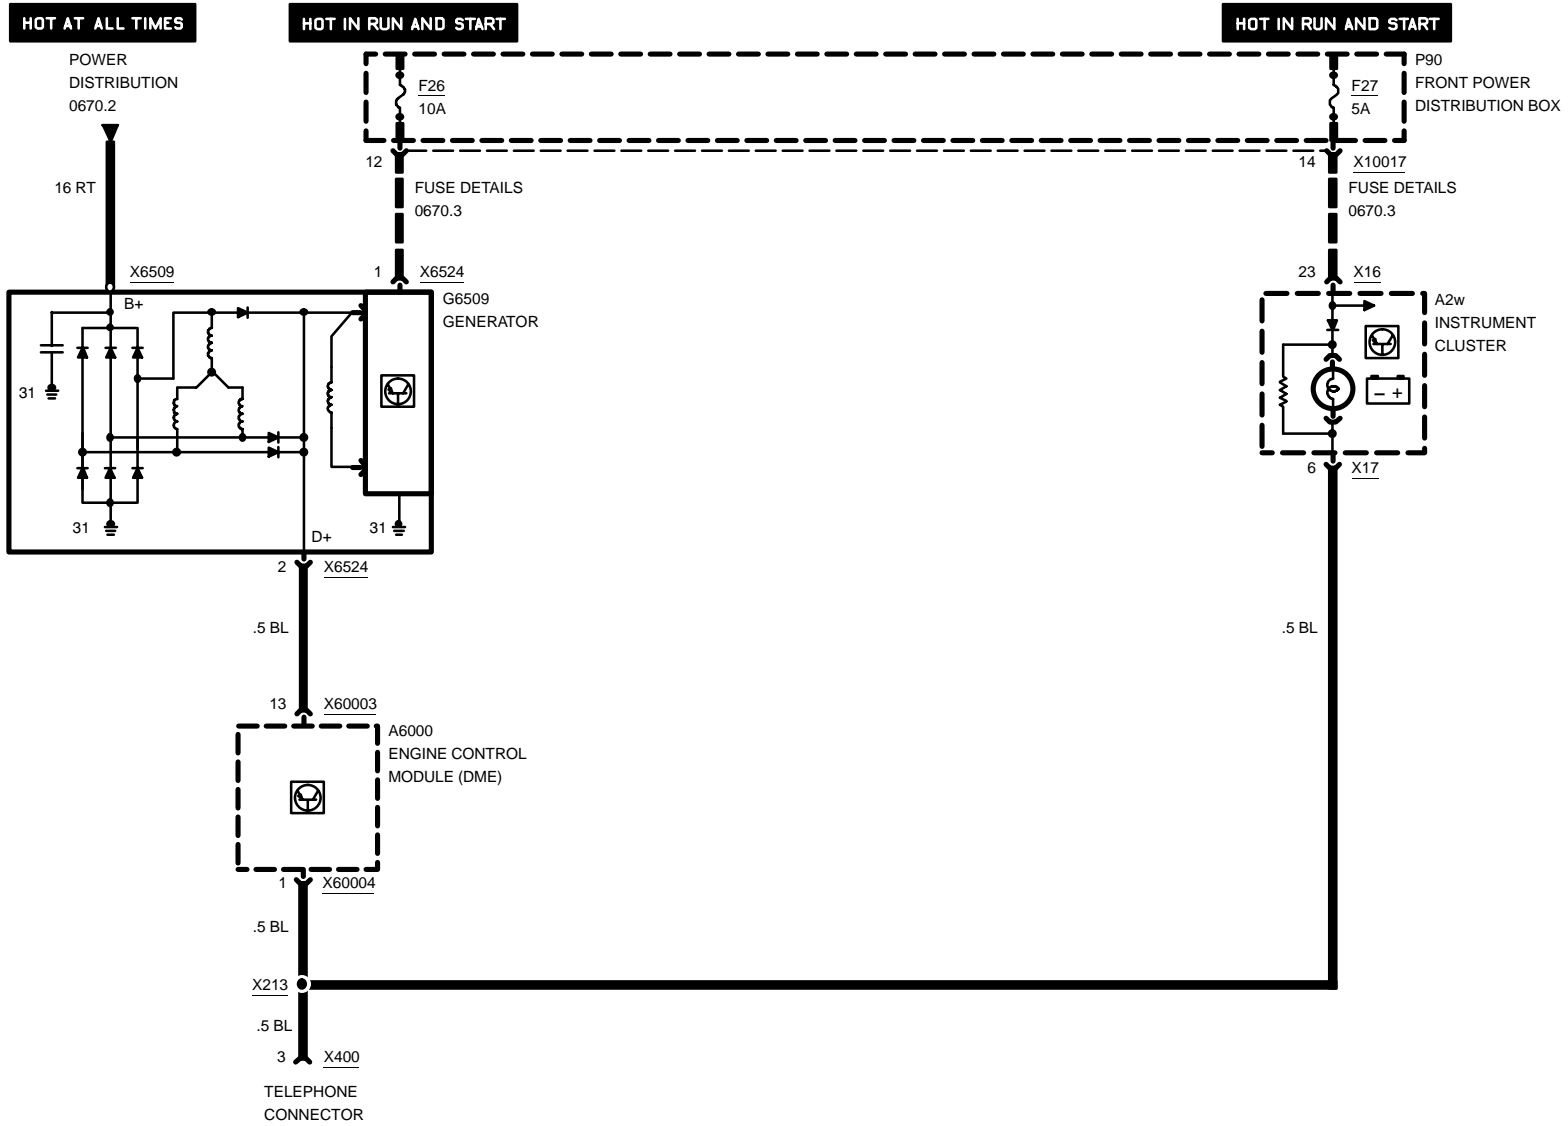 HOT AT ALL TIMES
HOT IN RUN AND START
HOT IN RUN AND START
POWER
DISTRIBUTION
0670.2
F26
10A
F27
5A
P90
FRONT POWER
DISTRIBUTION BOX
12
14
X10017
16 RT
FUSE DETAILS
0670.3
FUSE DETAILS
0670.3
X6509
1
X6524
23
X16
B+
G6509
GENERATOR
A2w
INSTRUMENT
CLUSTER
31
− +
31
31
D+
6
X17
2
X6524
.5 BL
.5 BL
13
X60003
A6000
ENGINE CONTROL
MODULE (DME)
1
X60004
.5 BL
X213
.5 BL
3
X400
TELEPHONE
CONNECTOR